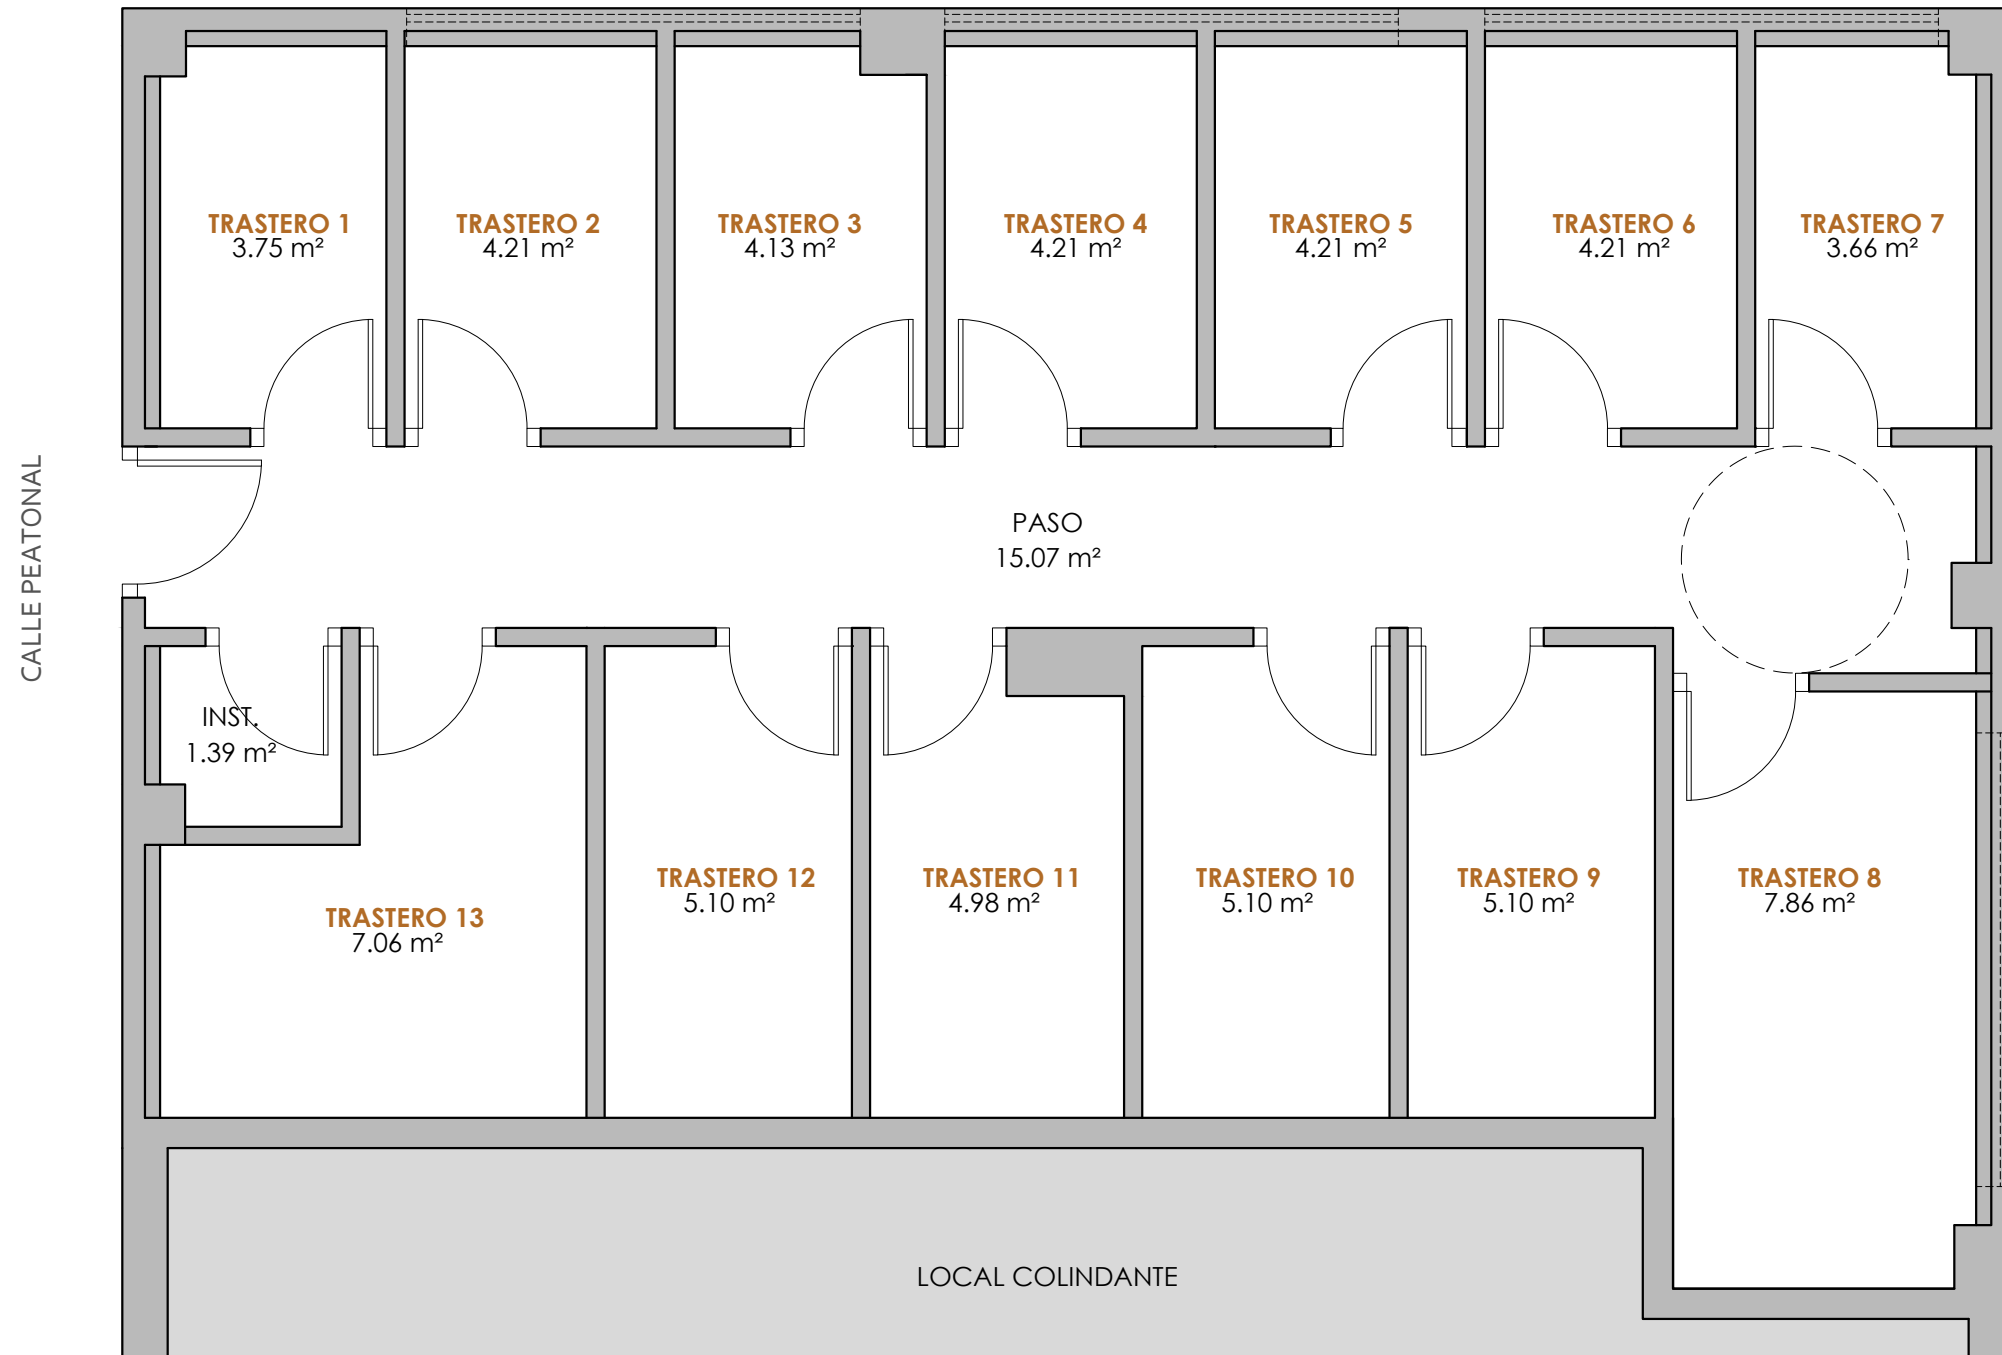 TRASTERO 1
3.75 m²
TRASTERO 2
4.21 m²
TRASTERO 3
4.13 m²
TRASTERO 4
4.21 m²
TRASTERO 5
4.21 m²
TRASTERO 6
4.21 m²
TRASTERO 7
3.66 m²
CALLE PEATONAL
PASO
15.07 m²
INST.
1.39 m²
TRASTERO 13
7.06 m²
TRASTERO 12
5.10 m²
TRASTERO 11
4.98 m²
TRASTERO 10
5.10 m²
TRASTERO 9
5.10 m²
TRASTERO 8
7.86 m²
LOCAL COLINDANTE